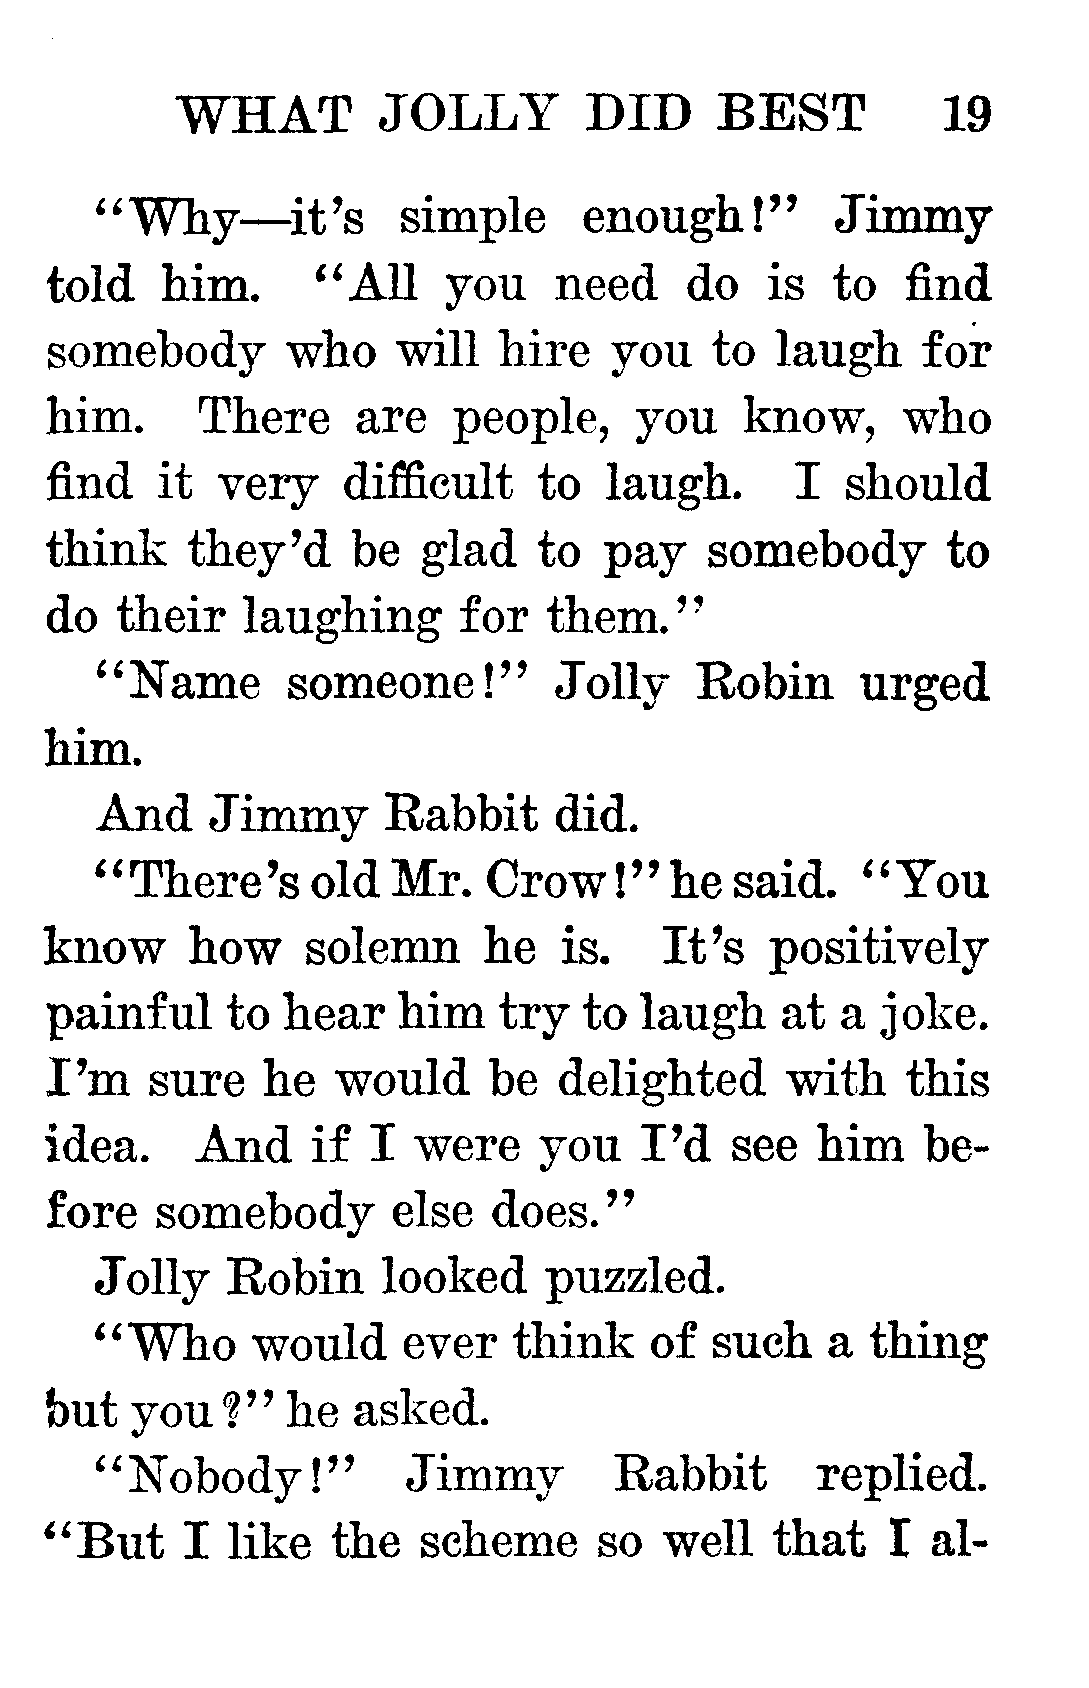 WHAT JOLLY DID BEST 19
“Why—it’s simple enough!” Jimmy
told him. “All you need do is to find
somebody who will hire you to laugh for
him. There are people, you know, who
find it very difficult to laugh. I should
think they’d be glad to pay somebody to
do their laughing for them.”
“Name someone!” Jolly Robin urged
him.
And Jimmy Rabbit did.
“There’s old Mr. Crow!” he said. “You
know how solemn he is. It’s positively
painful to hear him try to laugh at a joke.
I’m sure he would be delighted with this
idea. And if I were you I’d see him be-
fore somebody else does.”
Jolly Robin looked puzzled.
“Who would ever think of such a thing
but you?” he asked.
“Nobody!” Jimmy Rabbit replied.
“But I like the scheme so well that I al-